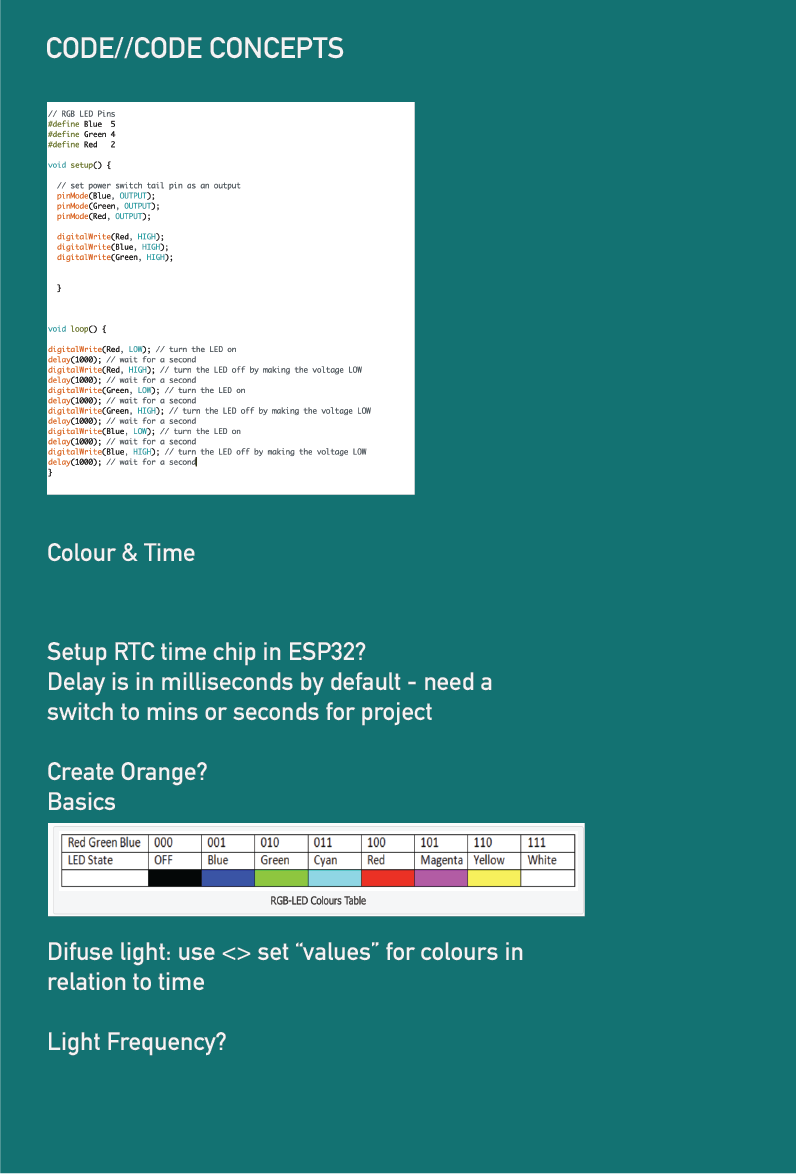 CODE//CODE CONCEPTS
// RGB LED Pins
#define Blue 5
#define Green 4
#define Red 2
void setup() {
// set power switch tail pin as an output
pinMode(Blue, OUTPUT);
pinMode(Green, OUTPUT);
pinMode(Red, OUTPUT);
digitalWrite(Red, HIGH);
digitalWrite(Blue, HIGH);
digitalWrite(Green, HIGH);
}
void loop() {
digitalWrite(Red, LOW); // turn the LED on
delay(1000); // wait for a second
digitalWrite(Red, HIGH); // turn the LED off by making the voltage LOW
delay(1000); // wait for a second
digitalWrite(Green, LOW); // turn the LED on
delay(1000); // wait for a second
digitalWrite(Green, HIGH); // turn the LED off by making the voltage LOW
delay(1000); // wait for a second
digitalWrite(Blue, LOW); // turn the LED on
delay(1000); // wait for a second
digitalWrite(Blue, HIGH); // turn the LED off by making the voltage LOW
delay(1000); // wait for a second
}
Colour & Time
Setup RTC time chip in ESP32?
Delay is in milliseconds by default - need a
switch to mins or seconds for project
Create Orange?
Basics
Red Green Blue 000 001 010 011 100 101 110 111
LED State OFF Blue Green Cyan Red Magenta Yellow White
RGB-LED Colours Table
Difuse light: use <> set “values” for colours in
relation to time
Light Frequency?